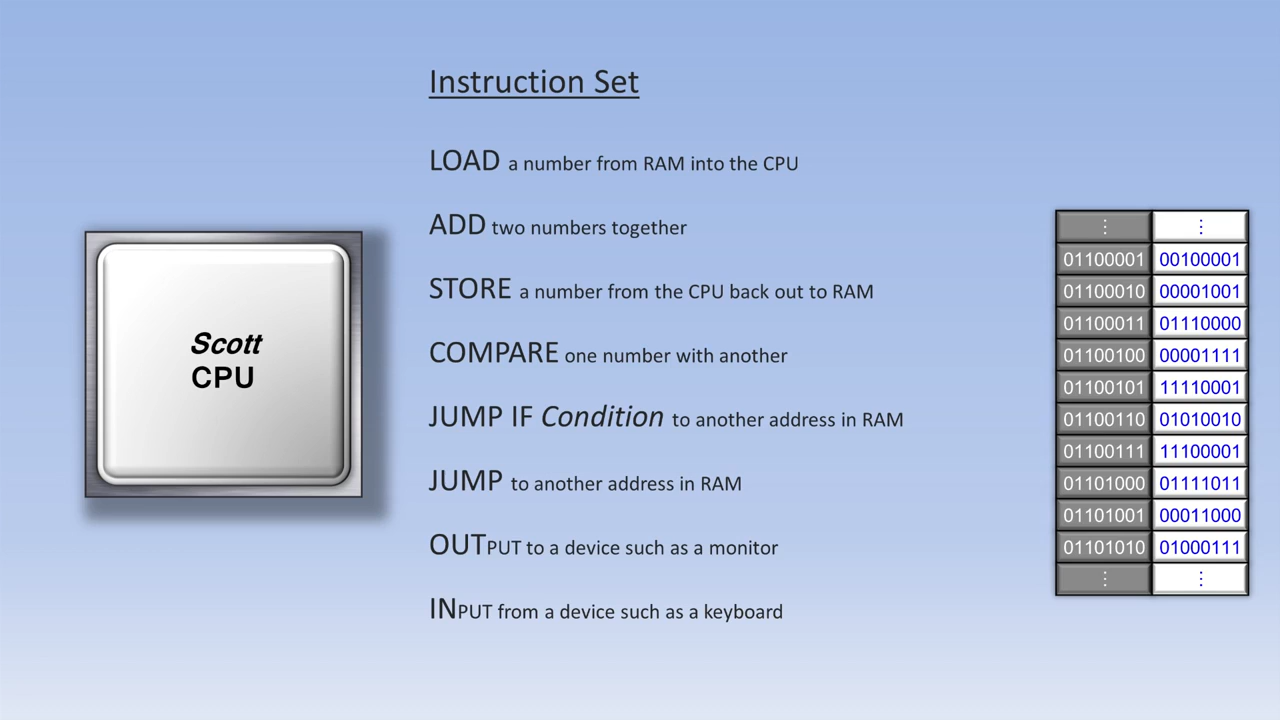 Instruction Set
LOAD a number from RAM into the CPU
ADD two numbers together
STORE a number from the CPU back out to RAM
COMPARE one number with another
JUMP IF Condition to another address in RAM
JUMP to another address in RAM
OUTPUT to a device such as a monitor
INPUT from a device such as a keyboard
Scott
CPU
⋮ ⋮
01100001 00100001
01100010 00001001
01100011 01110000
01100100 00001111
01100101 11110001
01100110 01010010
01100111 11100001
01101000 01111011
01101001 00011000
01101010 01000111
⋮ ⋮